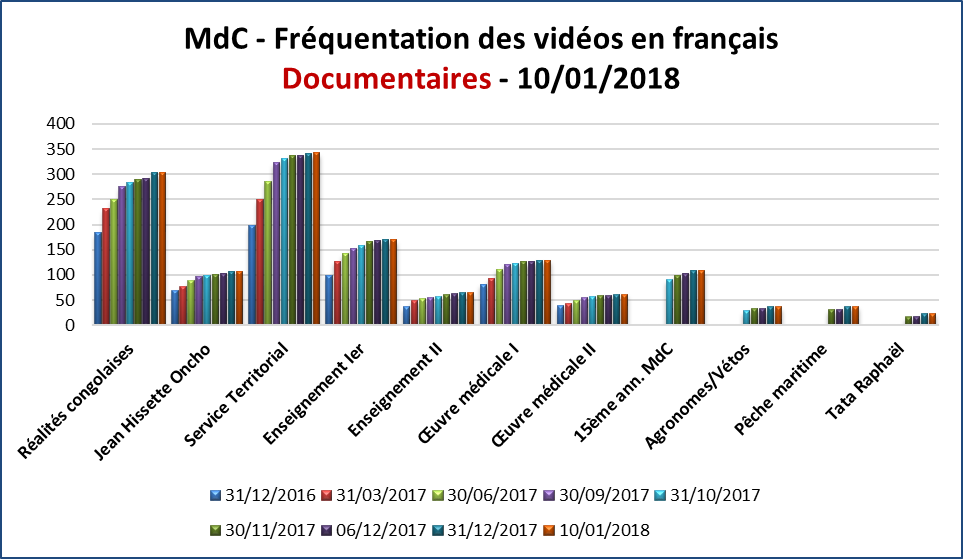 MdC - Fréquentation des vidéos en français
Documentaires - 10/01/2018
400
350
300
250
200
150
100
50
0
Réalités congolaises
Jean Hissette Oncho
Service Territorial
Enseignement Ier
Enseignement II
Œuvre médicale I
Œuvre médicale II
15ème ann. MdC
Agronomes/Vétos
Pêche maritime
Tata Raphaël
31/12/2016 31/03/2017 30/06/2017 30/09/2017 31/10/2017
30/11/2017 06/12/2017 31/12/2017 10/01/2018